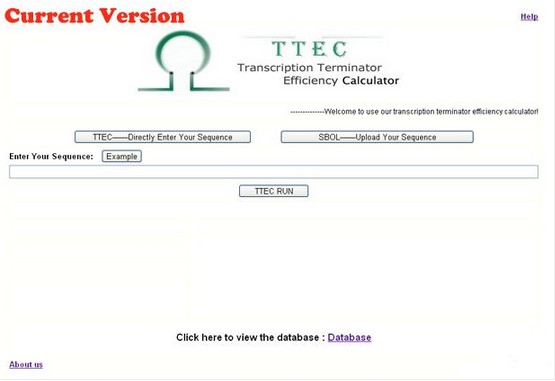 Current Version
Help
TTEC
Transcription Terminator
Efficiency Calculator
--------------Welcome to use our transcription terminator efficiency calculator!
TTEC——Directly Enter Your Sequence
SBOL——Upload Your Sequence
Enter Your Sequence: Example
TTEC RUN
Click here to view the database : Database
About us